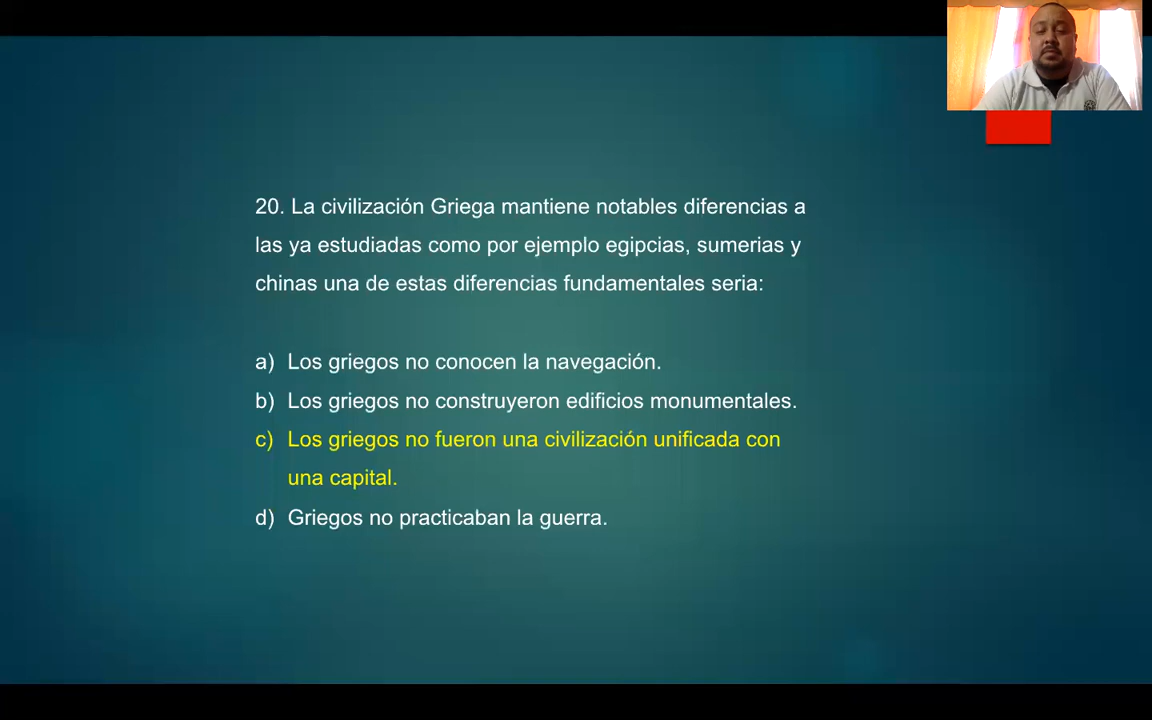 20. La civilización Griega mantiene notables diferencias a
las ya estudiadas como por ejemplo egipcias, sumerias y
chinas una de estas diferencias fundamentales seria:
a) Los griegos no conocen la navegación.
b) Los griegos no construyeron edificios monumentales.
c) Los griegos no fueron una civilización unificada con
una capital.
d) Griegos no practicaban la guerra.